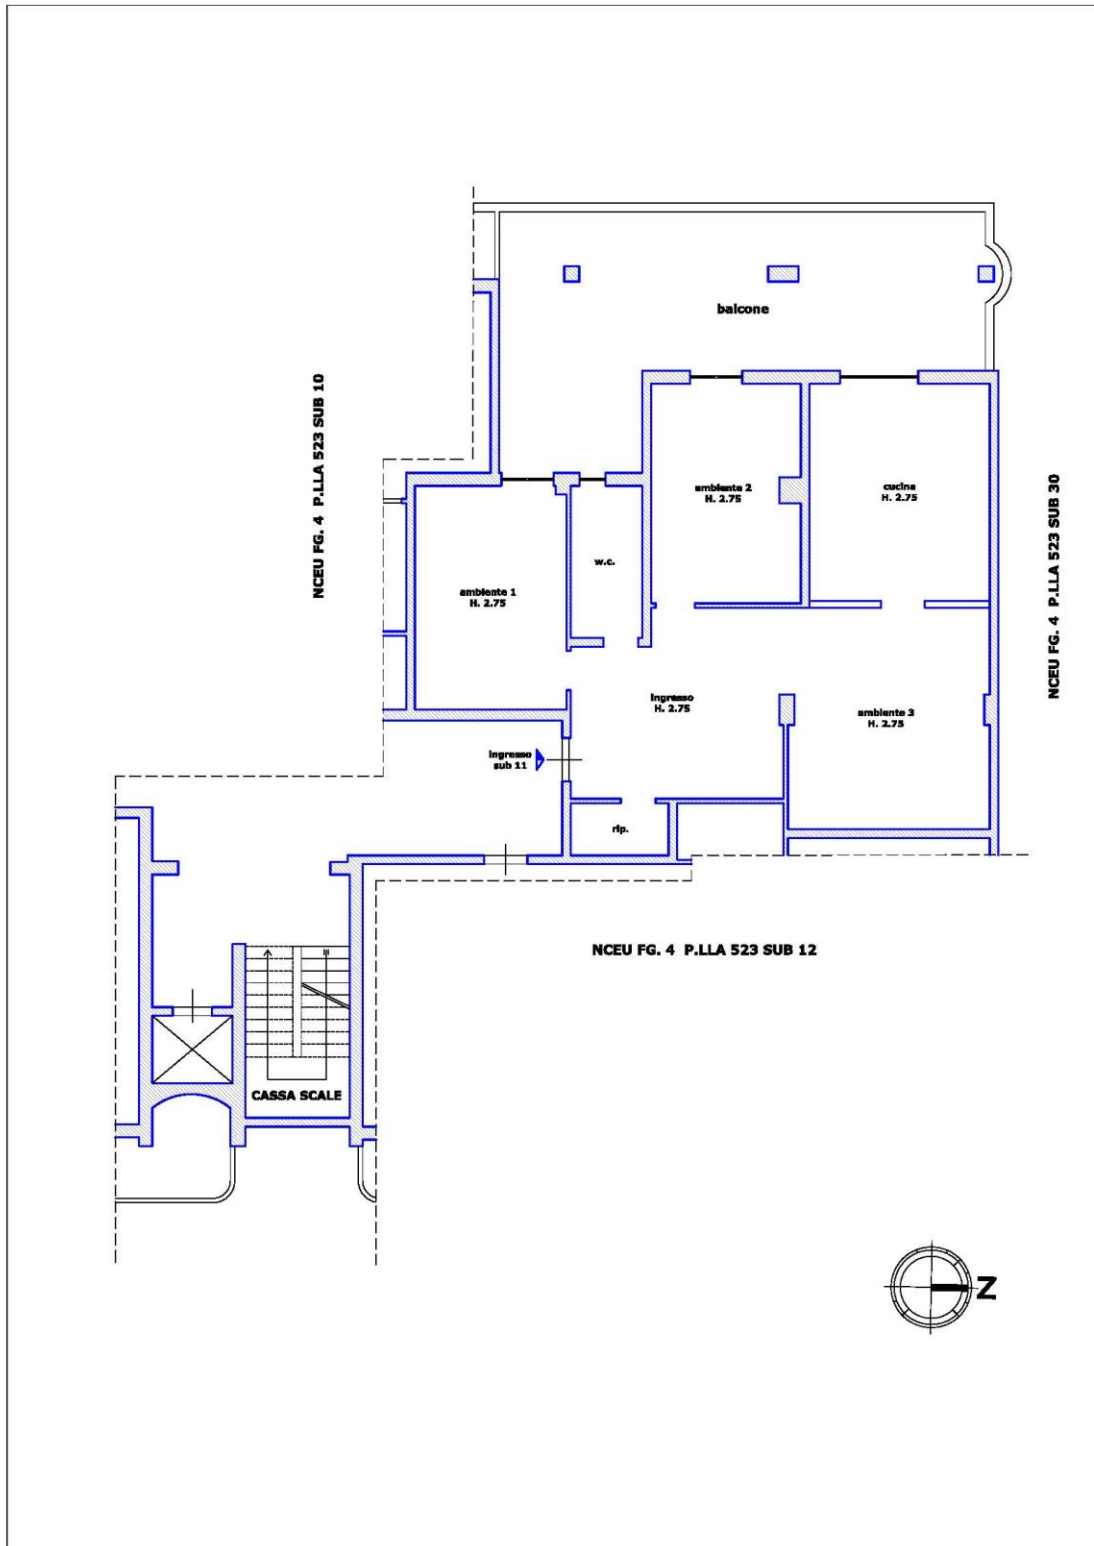 balcone
NCEU FG. 4 P.LLA 523 SUB 10
ambiente 2
H. 2.75
cucina
H. 2.75
NCEU FG. 4 P.LLA 523 SUB 30
w.c.
ambiente 1
H. 2.75
ingresso
H. 2.75
ambiente 3
H. 2.75
ingresso
sub 11
rip.
NCEU FG. 4 P.LLA 523 SUB 12
CASSA SCALE
N